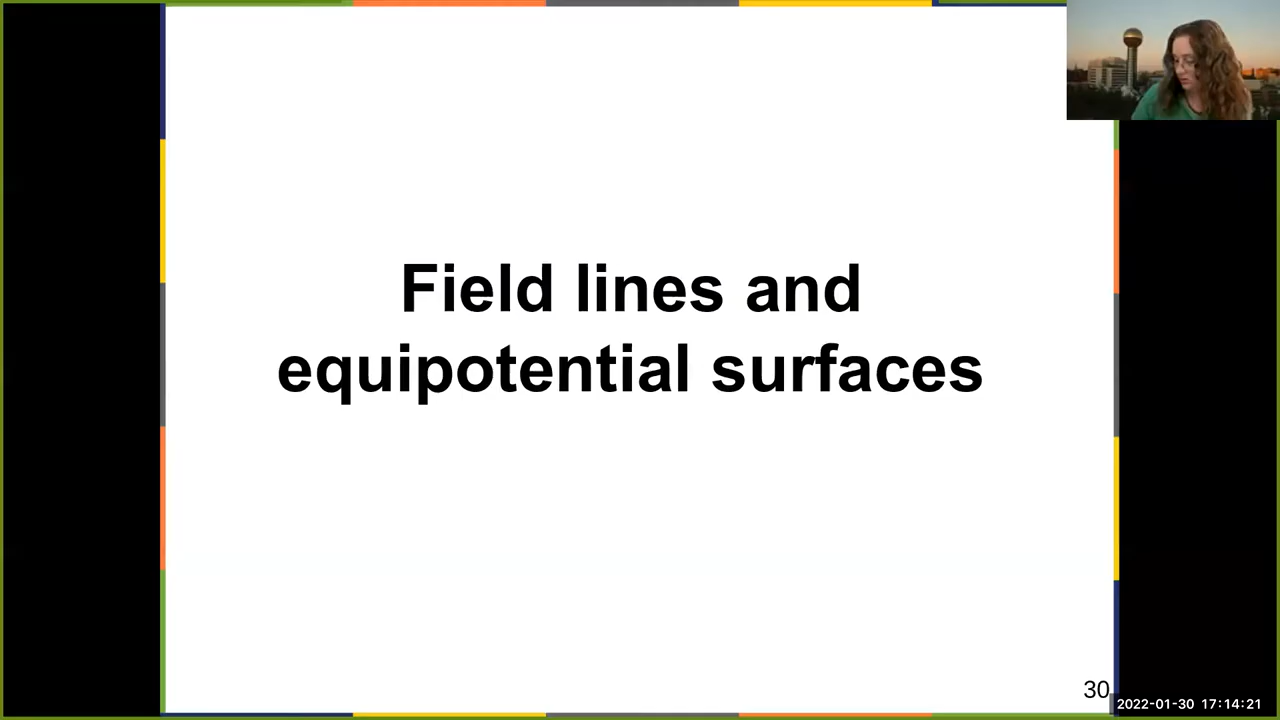 Field lines and
equipotential surfaces
30
2022-01-30 17:14:21